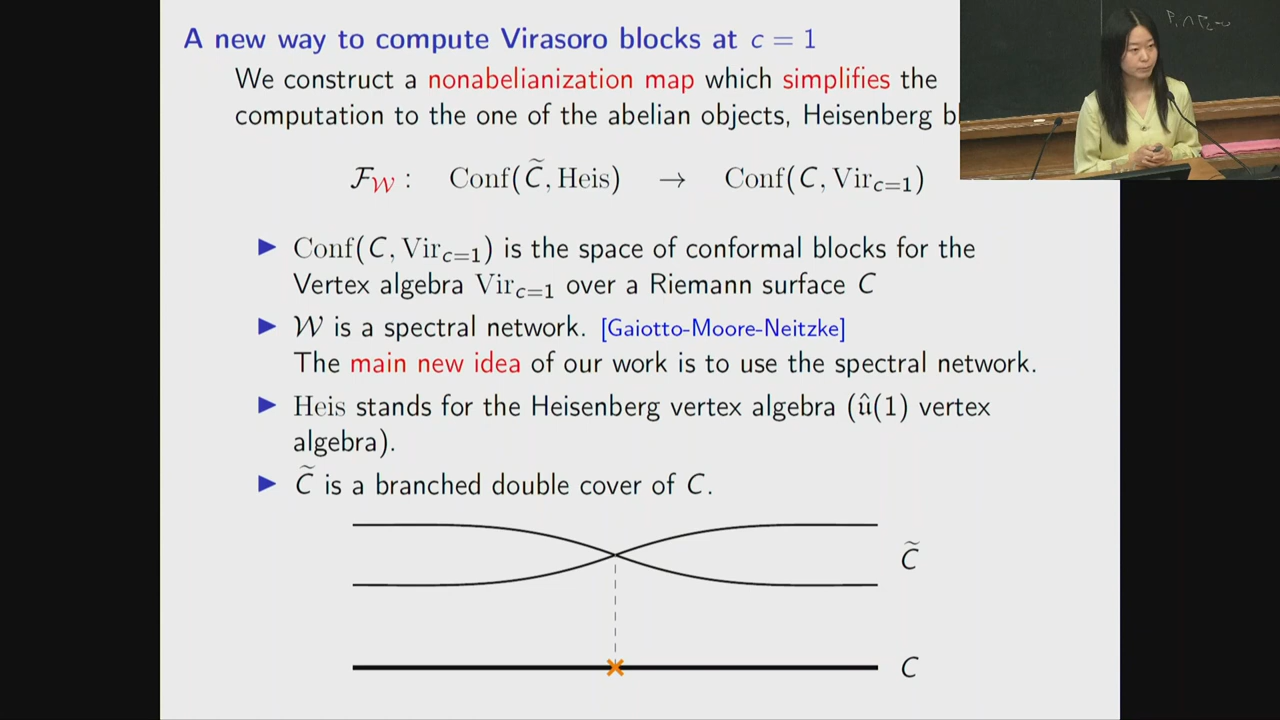 A new way to compute Virasoro blocks at c = 1
We construct a nonabelianization map which simplifies the
computation to the one of the abelian objects, Heisenberg
F_W : Conf(C̃, Heis) → Conf(C, Vir_{c=1})
▶ Conf(C, Vir_{c=1}) is the space of conformal blocks for the
Vertex algebra Vir_{c=1} over a Riemann surface C
▶ W is a spectral network. [Gaiotto-Moore-Neitzke]
The main new idea of our work is to use the spectral network.
▶ Heis stands for the Heisenberg vertex algebra (û(1) vertex
algebra).
▶ C̃ is a branched double cover of C.
C̃
C